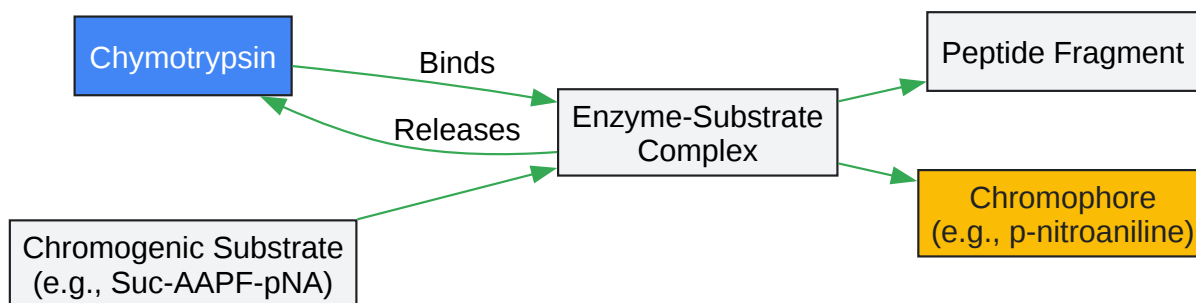 Chymotrypsin
Binds
Releases
Enzyme-Substrate
Complex
Peptide Fragment
Chromophore
(e.g., p-nitroaniline)
Chromogenic Substrate
(e.g., Suc-AAPF-pNA)